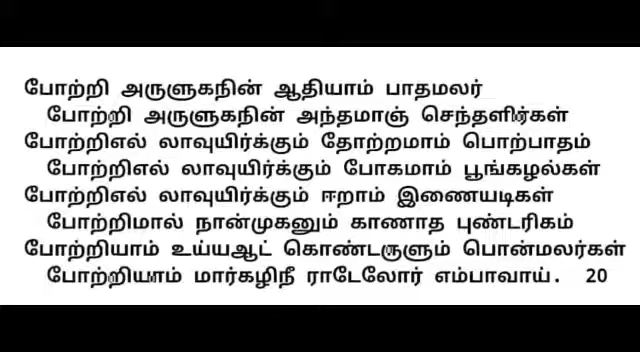 போற்றி அருளுகநின் ஆதியாம் பாதமலர்
போற்றி அருளுகநின் அந்தமாஞ் செந்தளிர்கள்
போற்றிஎல் லாவுயிர்க்கும் தோற்றமாம் பொற்பாதம்
போற்றிஎல் லாவுயிர்க்கும் போகமாம் பூங்கழல்கள்
போற்றிஎல் லாவுயிர்க்கும் ஈறாம் இணையடிகள்
போற்றிமால் நான்முகனும் காணாத புண்டரிகம்
போற்றியாம் உய்யஆட் கொண்டருளும் பொன்மலர்கள்
போற்றியாம் மார்கழிநீ ராடேலோர் எம்பாவாய். 20